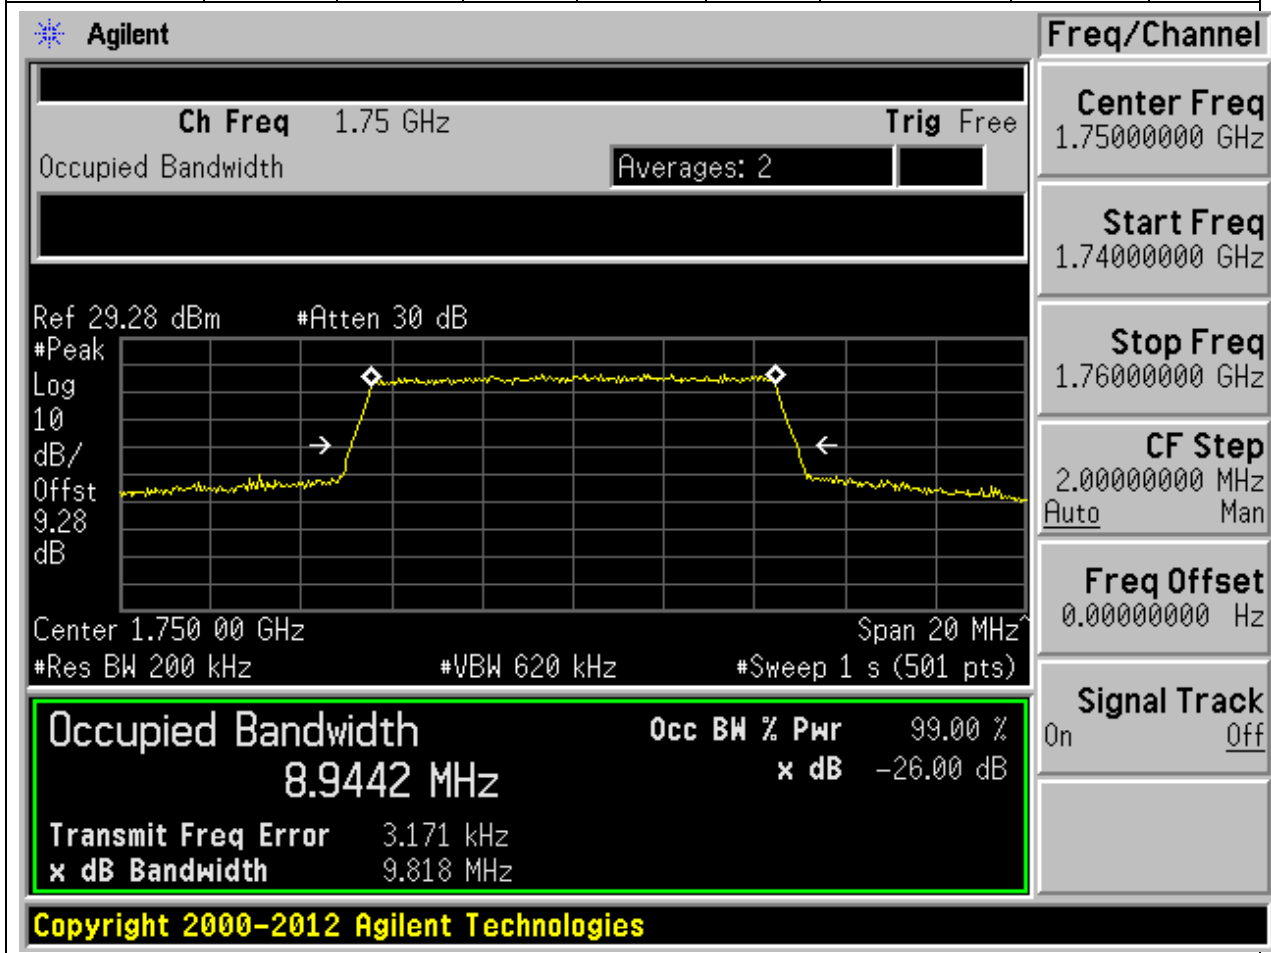 Agilent
Freq/Channel
Ch Freq 1.75 GHz Trig Free
Occupied Bandwidth Averages: 2
Center Freq
1.75000000 GHz
Start Freq
1.74000000 GHz
Stop Freq
1.76000000 GHz
CF Step
2.00000000 MHz
Auto Man
Freq Offset
0.00000000 Hz
Signal Track
On Off
Ref 29.28 dBm #Atten 30 dB
#Peak
Log
10
dB/
Offst
9.28
dB
Center 1.750 00 GHz Span 20 MHz^
#Res BW 200 kHz #VBW 620 kHz #Sweep 1 s (501 pts)
Occupied Bandwidth Occ BW % Pwr 99.00 %
8.9442 MHz x dB -26.00 dB
Transmit Freq Error 3.171 kHz
x dB Bandwidth 9.818 MHz
Copyright 2000-2012 Agilent Technologies